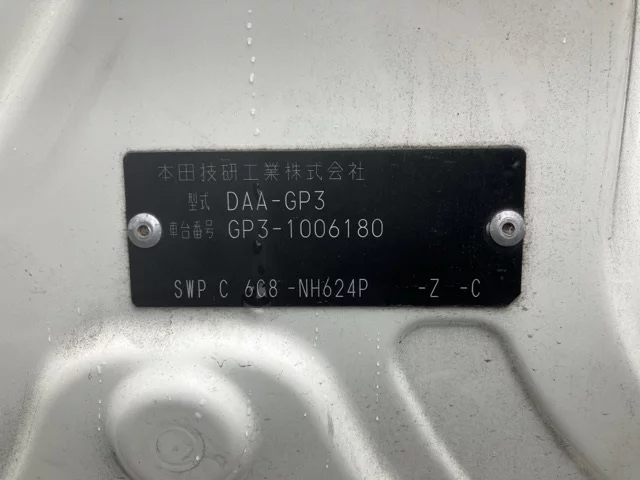 本田技研工業株式会社
型式 DAA-GP3
車台番号 GP3-1006180
SWP C 6G8 -NH624P -Z -C